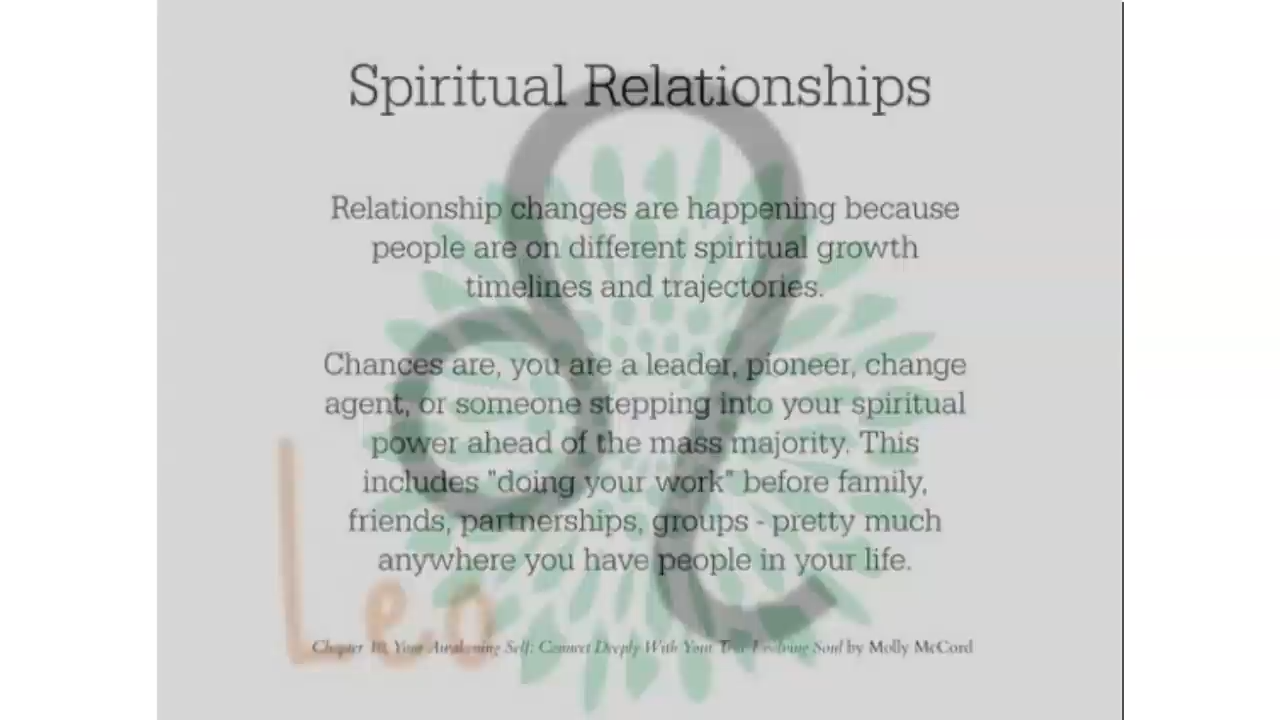 Spiritual Relationships
Relationship changes are happening because
people are on different spiritual growth
timelines and trajectories.
Chances are, you are a leader, pioneer, change
agent, or someone stepping into your spiritual
power ahead of the mass majority. This
includes "doing your work" before family,
friends, partnerships, groups - pretty much
anywhere you have people in your life.
Leo
Chapter 10, Your Awakening Self: Connect Deeply With Your True Evolving Soul by Molly McCord